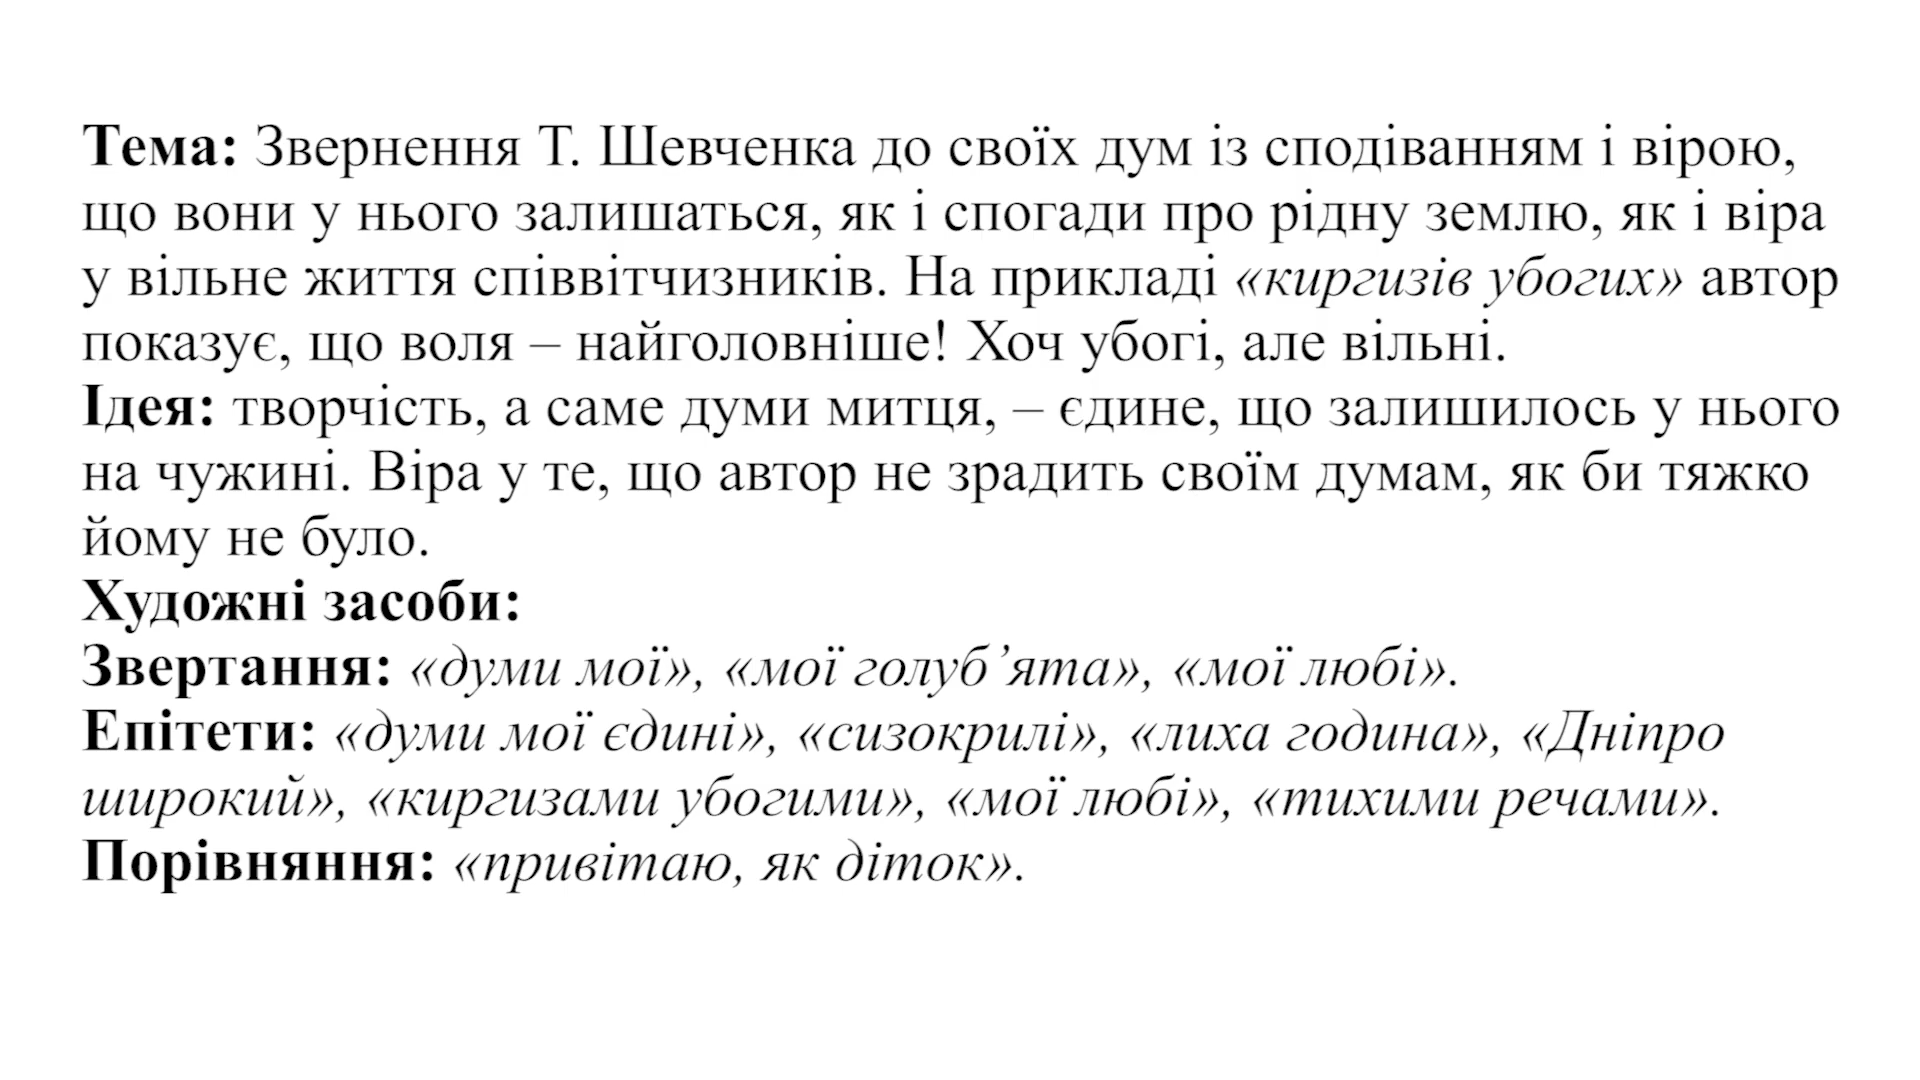 Тема: Звернення Т. Шевченка до своїх дум із сподіванням і вірою,
що вони у нього залишаться, як і спогади про рідну землю, як і віра
у вільне життя співвітчизників. На прикладі «киргизів убогих» автор
показує, що воля – найголовніше! Хоч убогі, але вільні.
Ідея: творчість, а саме думи митця, – єдине, що залишилось у нього
на чужині. Віра у те, що автор не зрадить своїм думам, як би тяжко
йому не було.
Художні засоби:
Звертання: «думи мої», «мої голуб’ята», «мої любі».
Епітети: «думи мої єдині», «сизокрилі», «лиха година», «Дніпро
широкий», «киргизами убогими», «мої любі», «тихими речами».
Порівняння: «привітаю, як діток».